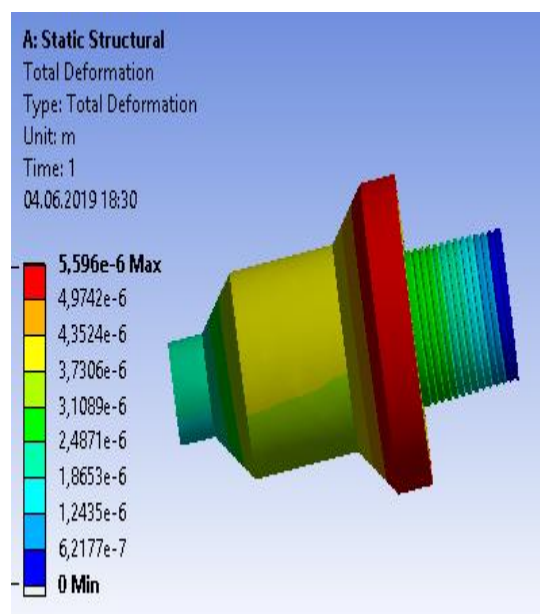 A: Static Structural
Total Deformation
Type: Total Deformation
Unit: m
Time: 1
04.06.2019 18:30
5,596e-6 Max
4,9742e-6
4,3524e-6
3,7306e-6
3,1089e-6
2,4871e-6
1,8653e-6
1,2435e-6
6,2177e-7
0 Min